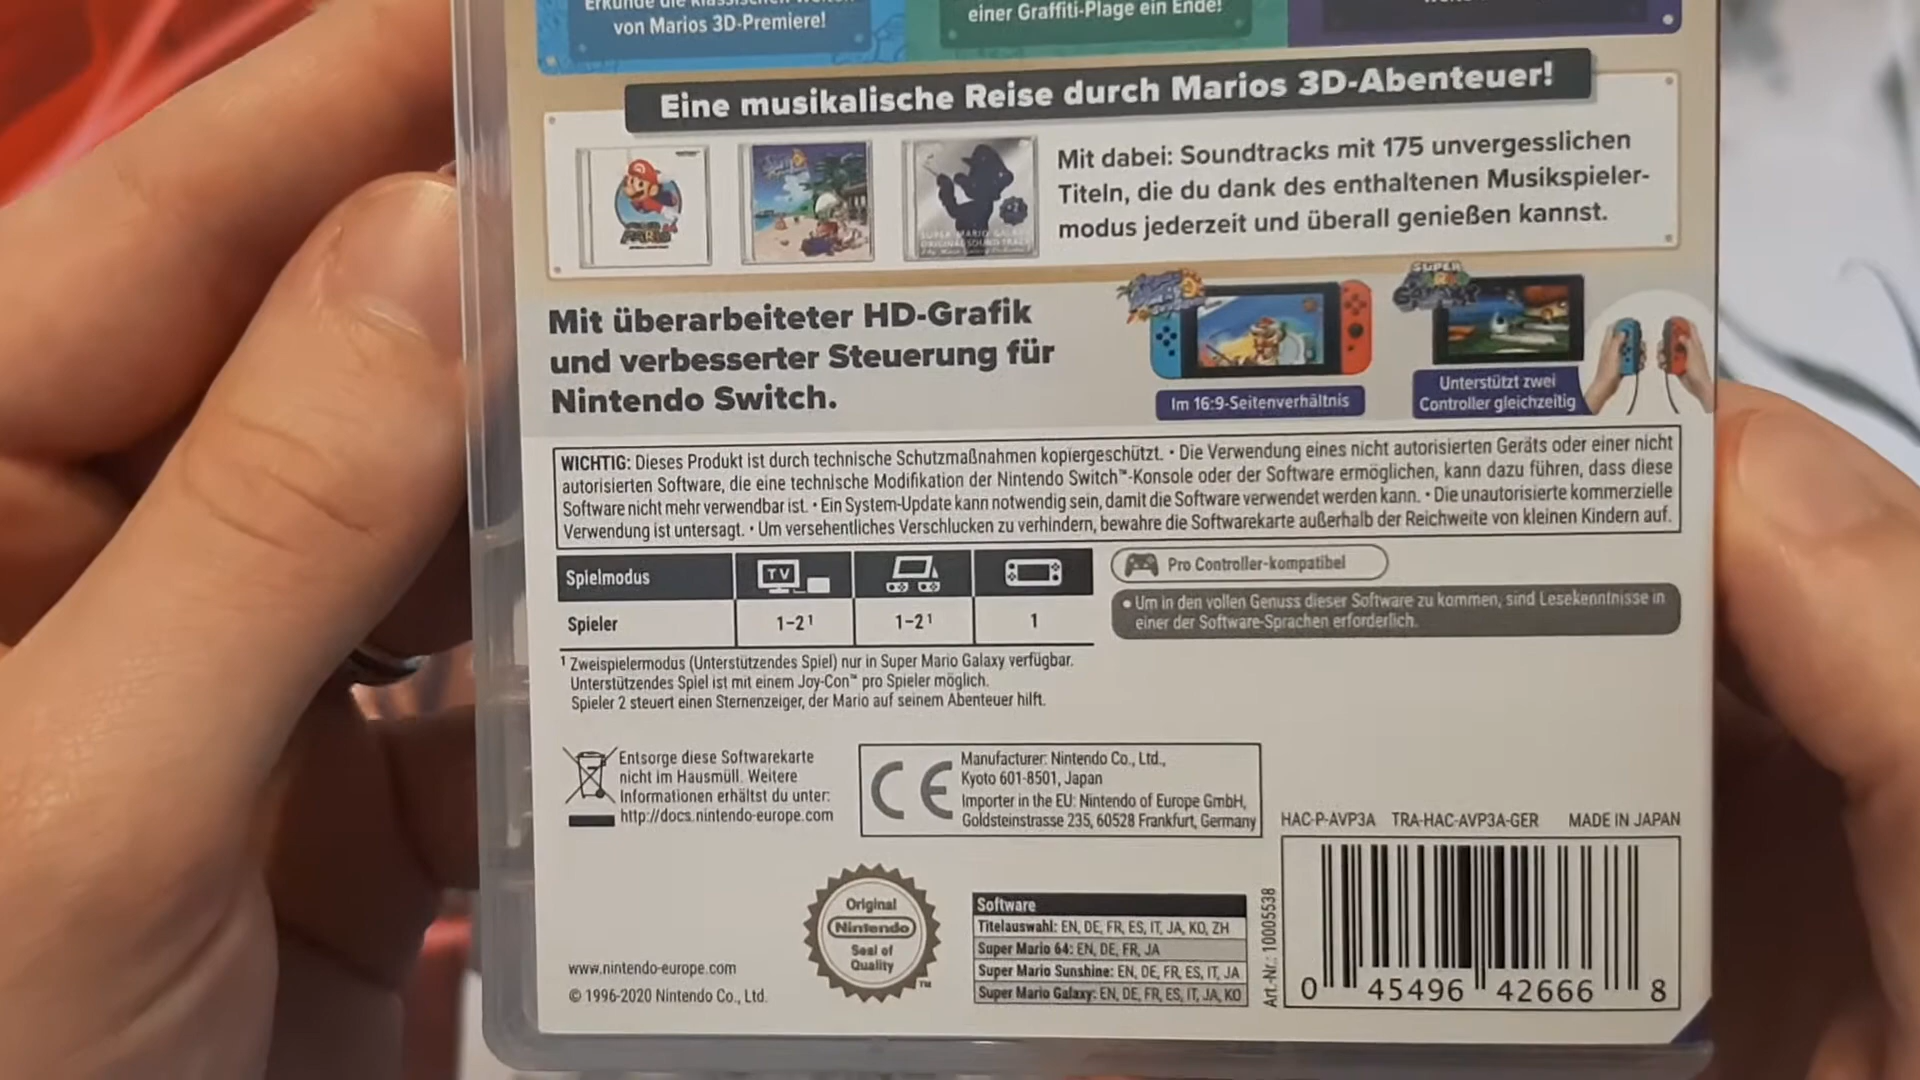 von Marios 3D-Premiere!
einer Graffiti-Plage ein Ende!
Eine musikalische Reise durch Marios 3D-Abenteuer!
Mit dabei: Soundtracks mit 175 unvergesslichen
Titeln, die du dank des enthaltenen Musikspieler-
modus jederzeit und überall genießen kannst.
Mit überarbeiteter HD-Grafik
und verbesserter Steuerung für
Nintendo Switch.
Im 16:9-Seitenverhältnis
Unterstützt zwei
Controller gleichzeitig
WICHTIG: Dieses Produkt ist durch technische Schutzmaßnahmen kopiergeschützt. • Die Verwendung eines nicht autorisierten Geräts oder einer nicht
autorisierten Software, die eine technische Modifikation der Nintendo Switch™-Konsole oder der Software ermöglichen, kann dazu führen, dass diese
Software nicht mehr verwendbar ist. • Ein System-Update kann notwendig sein, damit die Software verwendet werden kann. • Die unautorisierte kommerzielle
Verwendung ist untersagt. • Um versehentliches Verschlucken zu verhindern, bewahre die Softwarekarte außerhalb der Reichweite von kleinen Kindern auf.
Spielmodus TV
Spieler 1-2¹ 1-2¹ 1
Pro Controller-kompatibel
• Um in den vollen Genuss dieser Software zu kommen, sind Lesekenntnisse in
einer der Software-Sprachen erforderlich.
¹ Zweispielermodus (Unterstützendes Spiel) nur in Super Mario Galaxy verfügbar.
Unterstützendes Spiel ist mit einem Joy-Con™ pro Spieler möglich.
Spieler 2 steuert einen Sternenzeiger, der Mario auf seinem Abenteuer hilft.
Entsorge diese Softwarekarte
nicht im Hausmüll. Weitere
Informationen erhältst du unter:
http://docs.nintendo-europe.com
CE
Manufacturer: Nintendo Co., Ltd.,
Kyoto 601-8501, Japan
Importer in the EU: Nintendo of Europe GmbH,
Goldsteinstrasse 235, 60528 Frankfurt, Germany
HAC-P-AVP3A TRA-HAC-AVP3A-GER MADE IN JAPAN
Original
Nintendo
Seal of
Quality
™
www.nintendo-europe.com
© 1996-2020 Nintendo Co., Ltd.
Software
Titelauswahl: EN, DE, FR, ES, IT, JA, KO, ZH
Super Mario 64: EN, DE, FR, JA
Super Mario Sunshine: EN, DE, FR, ES, IT, JA
Super Mario Galaxy: EN, DE, FR, ES, IT, JA, KO
Art.-Nr.: 10005538
0 45496 42666 8